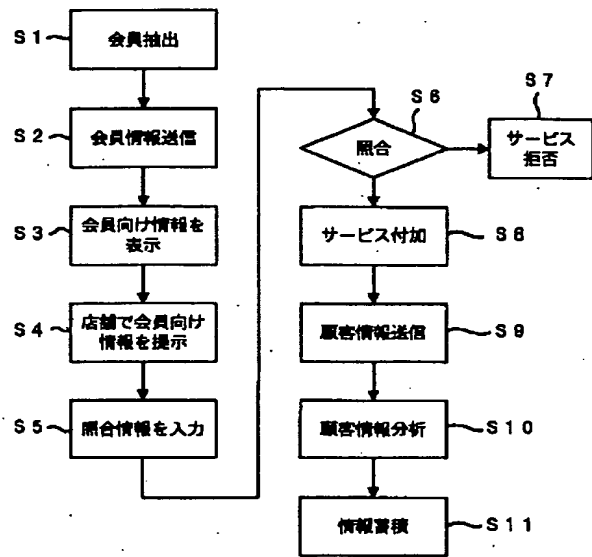 S1
会員抽出
S2
会員情報送信
S3
会員向け情報を
表示
S4
店舗で会員向け
情報を提示
S5
照合情報を入力
S6
照合
S7
サービス
拒否
サービス付加
S8
顧客情報送信
S9
顧客情報分析
S10
情報蓄積
S11